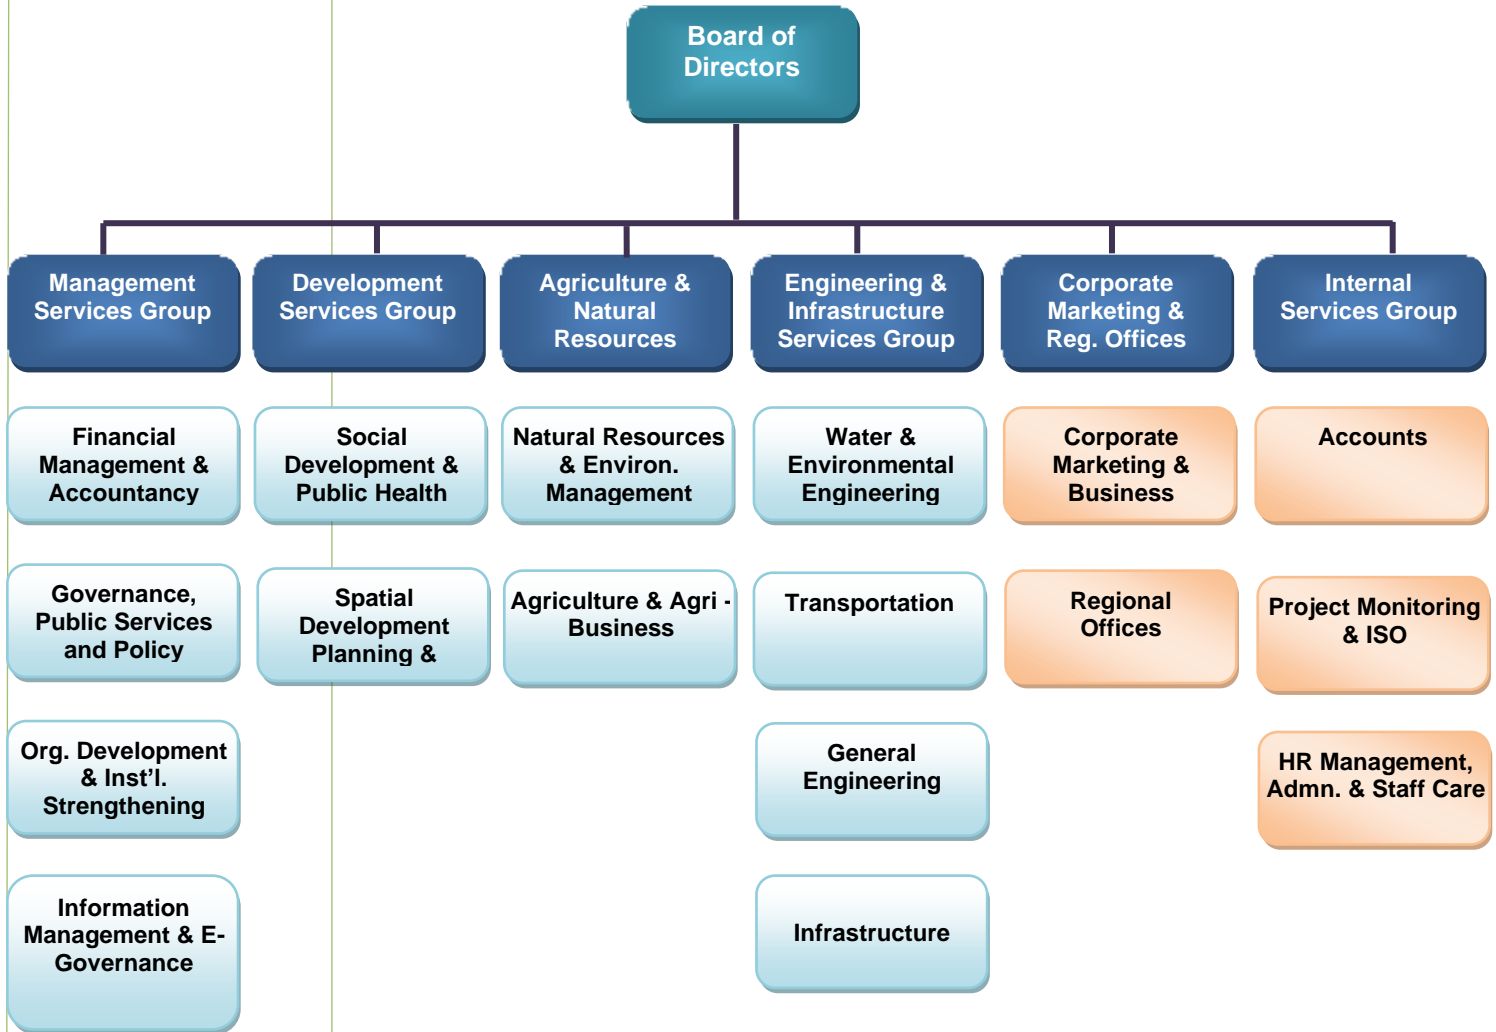 Board of
Directors
Management
Services Group
Development
Services Group
Agriculture &
Natural
Resources
Engineering &
Infrastructure
Services Group
Corporate
Marketing &
Reg. Offices
Internal
Services Group
Financial
Management &
Accountancy
Social
Development &
Public Health
Natural Resources
& Environ.
Management
Water &
Environmental
Engineering
Corporate
Marketing &
Business
Accounts
Governance,
Public Services
and Policy
Spatial
Development
Planning &
Agriculture & Agri -
Business
Transportation
Regional
Offices
Project Monitoring
& ISO
Org. Development
& Inst'l.
Strengthening
General
Engineering
HR Management,
Admn. & Staff Care
Information
Management & E-
Governance
Infrastructure